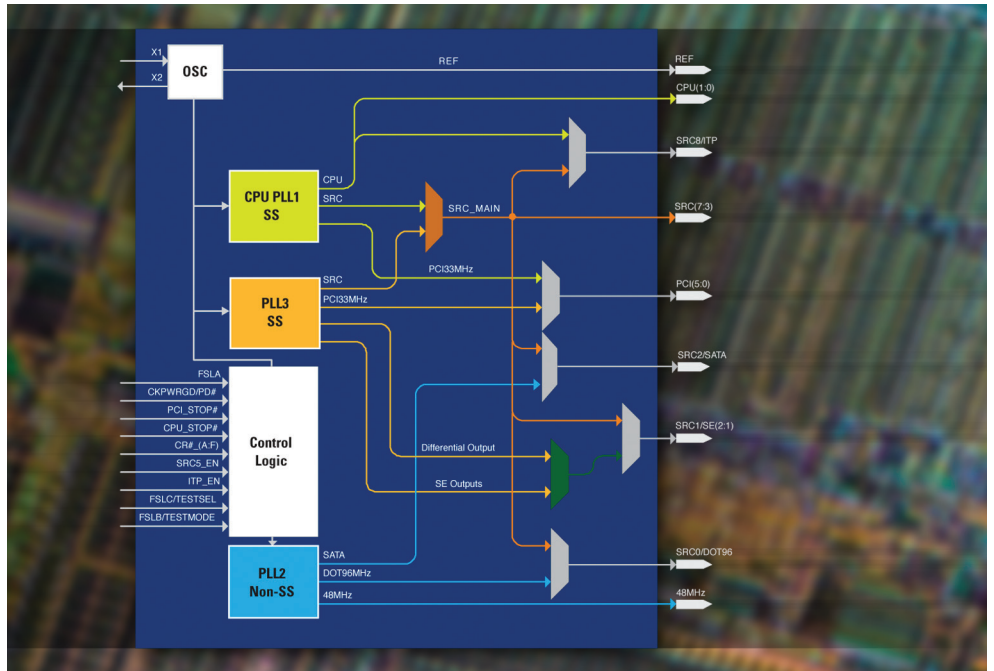 X1
X2
OSC
REF
REF
CPU(1:0)
SRC8/ITP
CPU PLL1
SS
CPU
SRC
SRC_MAIN
SRC(7:3)
PCI33MHz
PLL3
SS
SRC
PCI33MHz
PCI(5:0)
SRC2/SATA
FSLA
CKPWRGD/PD#
PCI_STOP#
CPU_STOP#
CR#_(A:F)
SRC5_EN
ITP_EN
FSLC/TESTSEL
FSLB/TESTMODE
Control
Logic
Differential Output
SE Outputs
SRC1/SE(2:1)
PLL2
Non-SS
SATA
DOT96MHz
48MHz
SRC0/DOT96
48MHz